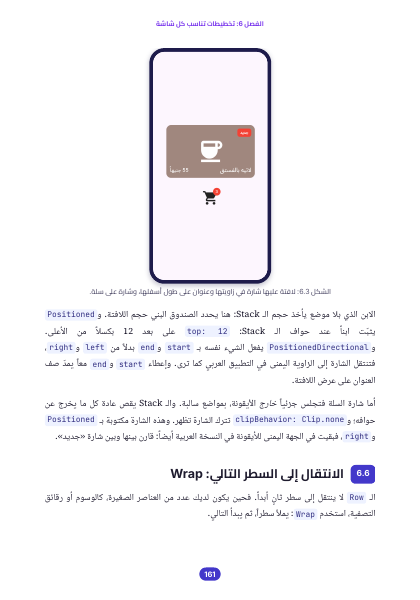 الفصل 6: تخطيطات تناسب كل شاشة
جديد
لاتيه بالفستق
55 جنيهاً
الشكل 6.3: لافتة عليها شارة في زاويتها وعنوان على طول أسفلها، وشارة على سلة.
الابن الذي بلا موضع يأخذ حجم الـ Stack: هنا يحدد الصندوق البني حجم اللافتة. و Positioned
يثبّت ابناً عند حواف الـ Stack: top: 12 على بعد 12 بكسلاً من الأعلى.
و PositionedDirectional يفعل الشيء نفسه بـ start و end بدلاً من left و right،
فتنتقل الشارة إلى الزاوية اليمنى في التطبيق العربي كما ترى. وإعطاء start و end معاً يمدّ صف
العنوان على عرض اللافتة.
أما شارة السلة فتجلس جزئياً خارج الأيقونة، بمواضع سالبة. والـ Stack يقص عادة كل ما يخرج عن
حوافه؛ و clipBehavior: Clip.none تترك الشارة تظهر. وهذه الشارة مكتوبة بـ Positioned
و right، فبقيت في الجهة اليمنى للأيقونة في النسخة العربية أيضاً: قارن بينها وبين شارة «جديد».
6.6 الانتقال إلى السطر التالي: Wrap
الـ Row لا ينتقل إلى سطر ثانٍ أبداً. فحين يكون لديك عدد من العناصر الصغيرة، كالوسوم أو رقائق
التصفية، استخدم Wrap: يملأ سطراً، ثم يبدأ التالي.
161